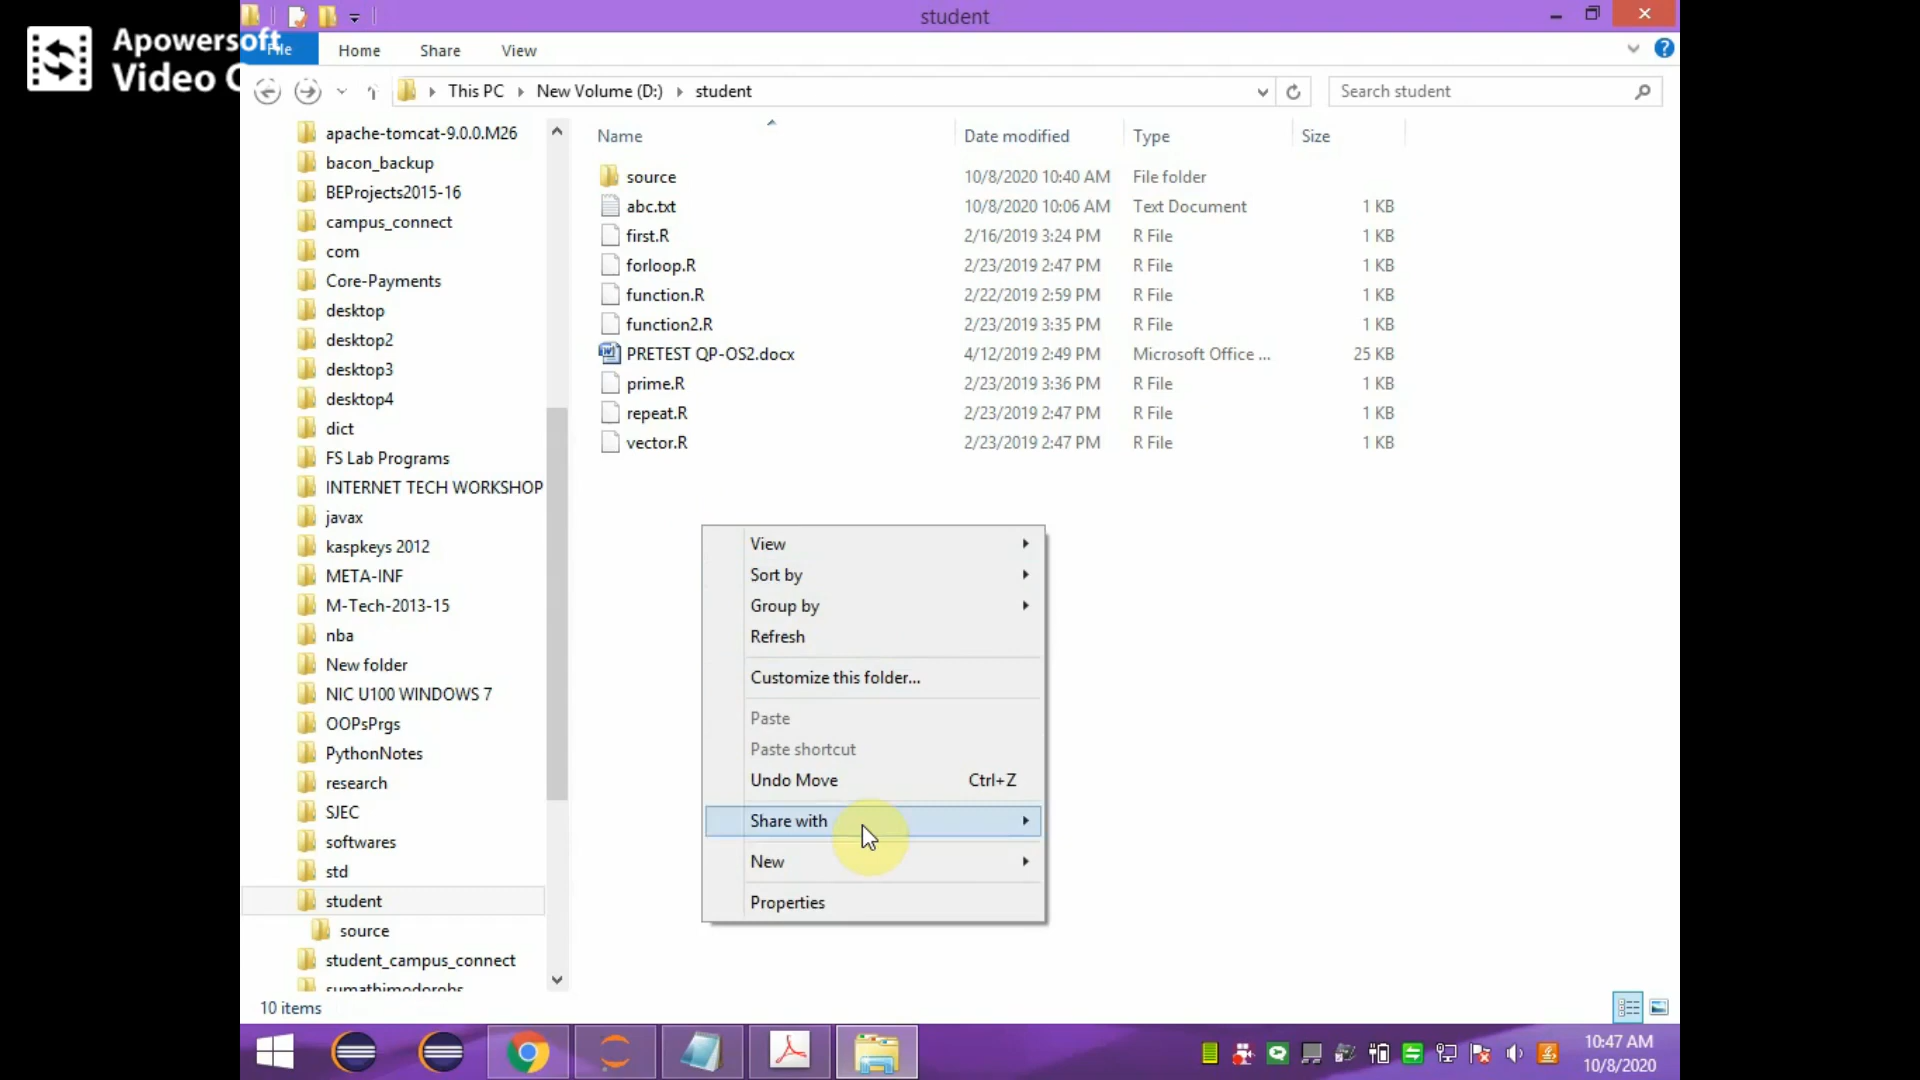 Apowersoft
Video C
student
File
Home
Share
View
This PC
New Volume (D:)
student
Search student
apache-tomcat-9.0.0.M26
bacon_backup
BEProjects2015-16
campus_connect
com
Core-Payments
desktop
desktop2
desktop3
desktop4
dict
FS Lab Programs
INTERNET TECH WORKSHOP
javax
kaspkeys 2012
META-INF
M-Tech-2013-15
nba
New folder
NIC U100 WINDOWS 7
OOPsPrgs
PythonNotes
research
SJEC
softwares
std
student
source
student_campus_connect
Name Date modified Type Size
source 10/8/2020 10:40 AM File folder
abc.txt 10/8/2020 10:06 AM Text Document 1 KB
first.R 2/16/2019 3:24 PM R File 1 KB
forloop.R 2/23/2019 2:47 PM R File 1 KB
function.R 2/22/2019 2:59 PM R File 1 KB
function2.R 2/23/2019 3:35 PM R File 1 KB
PRETEST QP-OS2.docx 4/12/2019 2:49 PM Microsoft Office ... 25 KB
prime.R 2/23/2019 3:36 PM R File 1 KB
repeat.R 2/23/2019 2:47 PM R File 1 KB
vector.R 2/23/2019 2:47 PM R File 1 KB
View
Sort by
Group by
Refresh
Customize this folder...
Paste
Paste shortcut
Undo Move Ctrl+Z
Share with
New
Properties
10 items
10:47 AM
10/8/2020